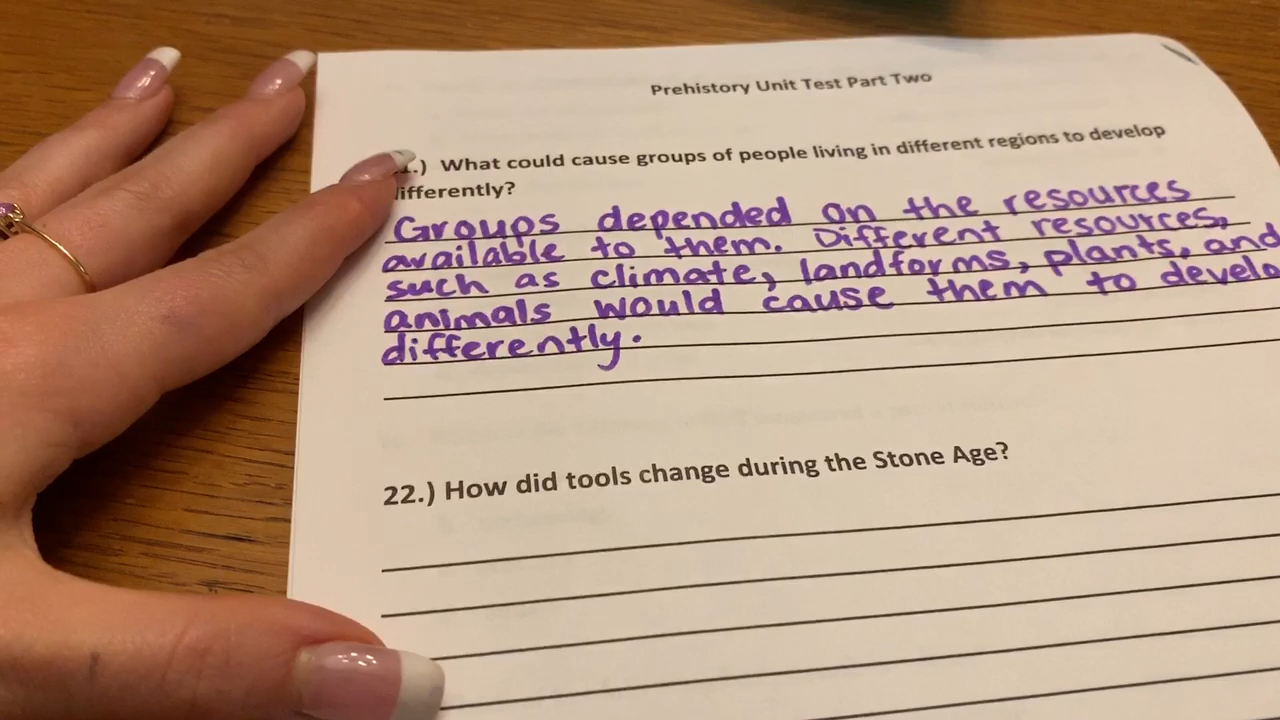 Prehistory Unit Test Part Two
1.) What could cause groups of people living in different regions to develop
differently?
Groups depended on the resources
available to them. Different resources,
such as climate, landforms, plants, and
animals would cause them to develo
differently.
22.) How did tools change during the Stone Age?